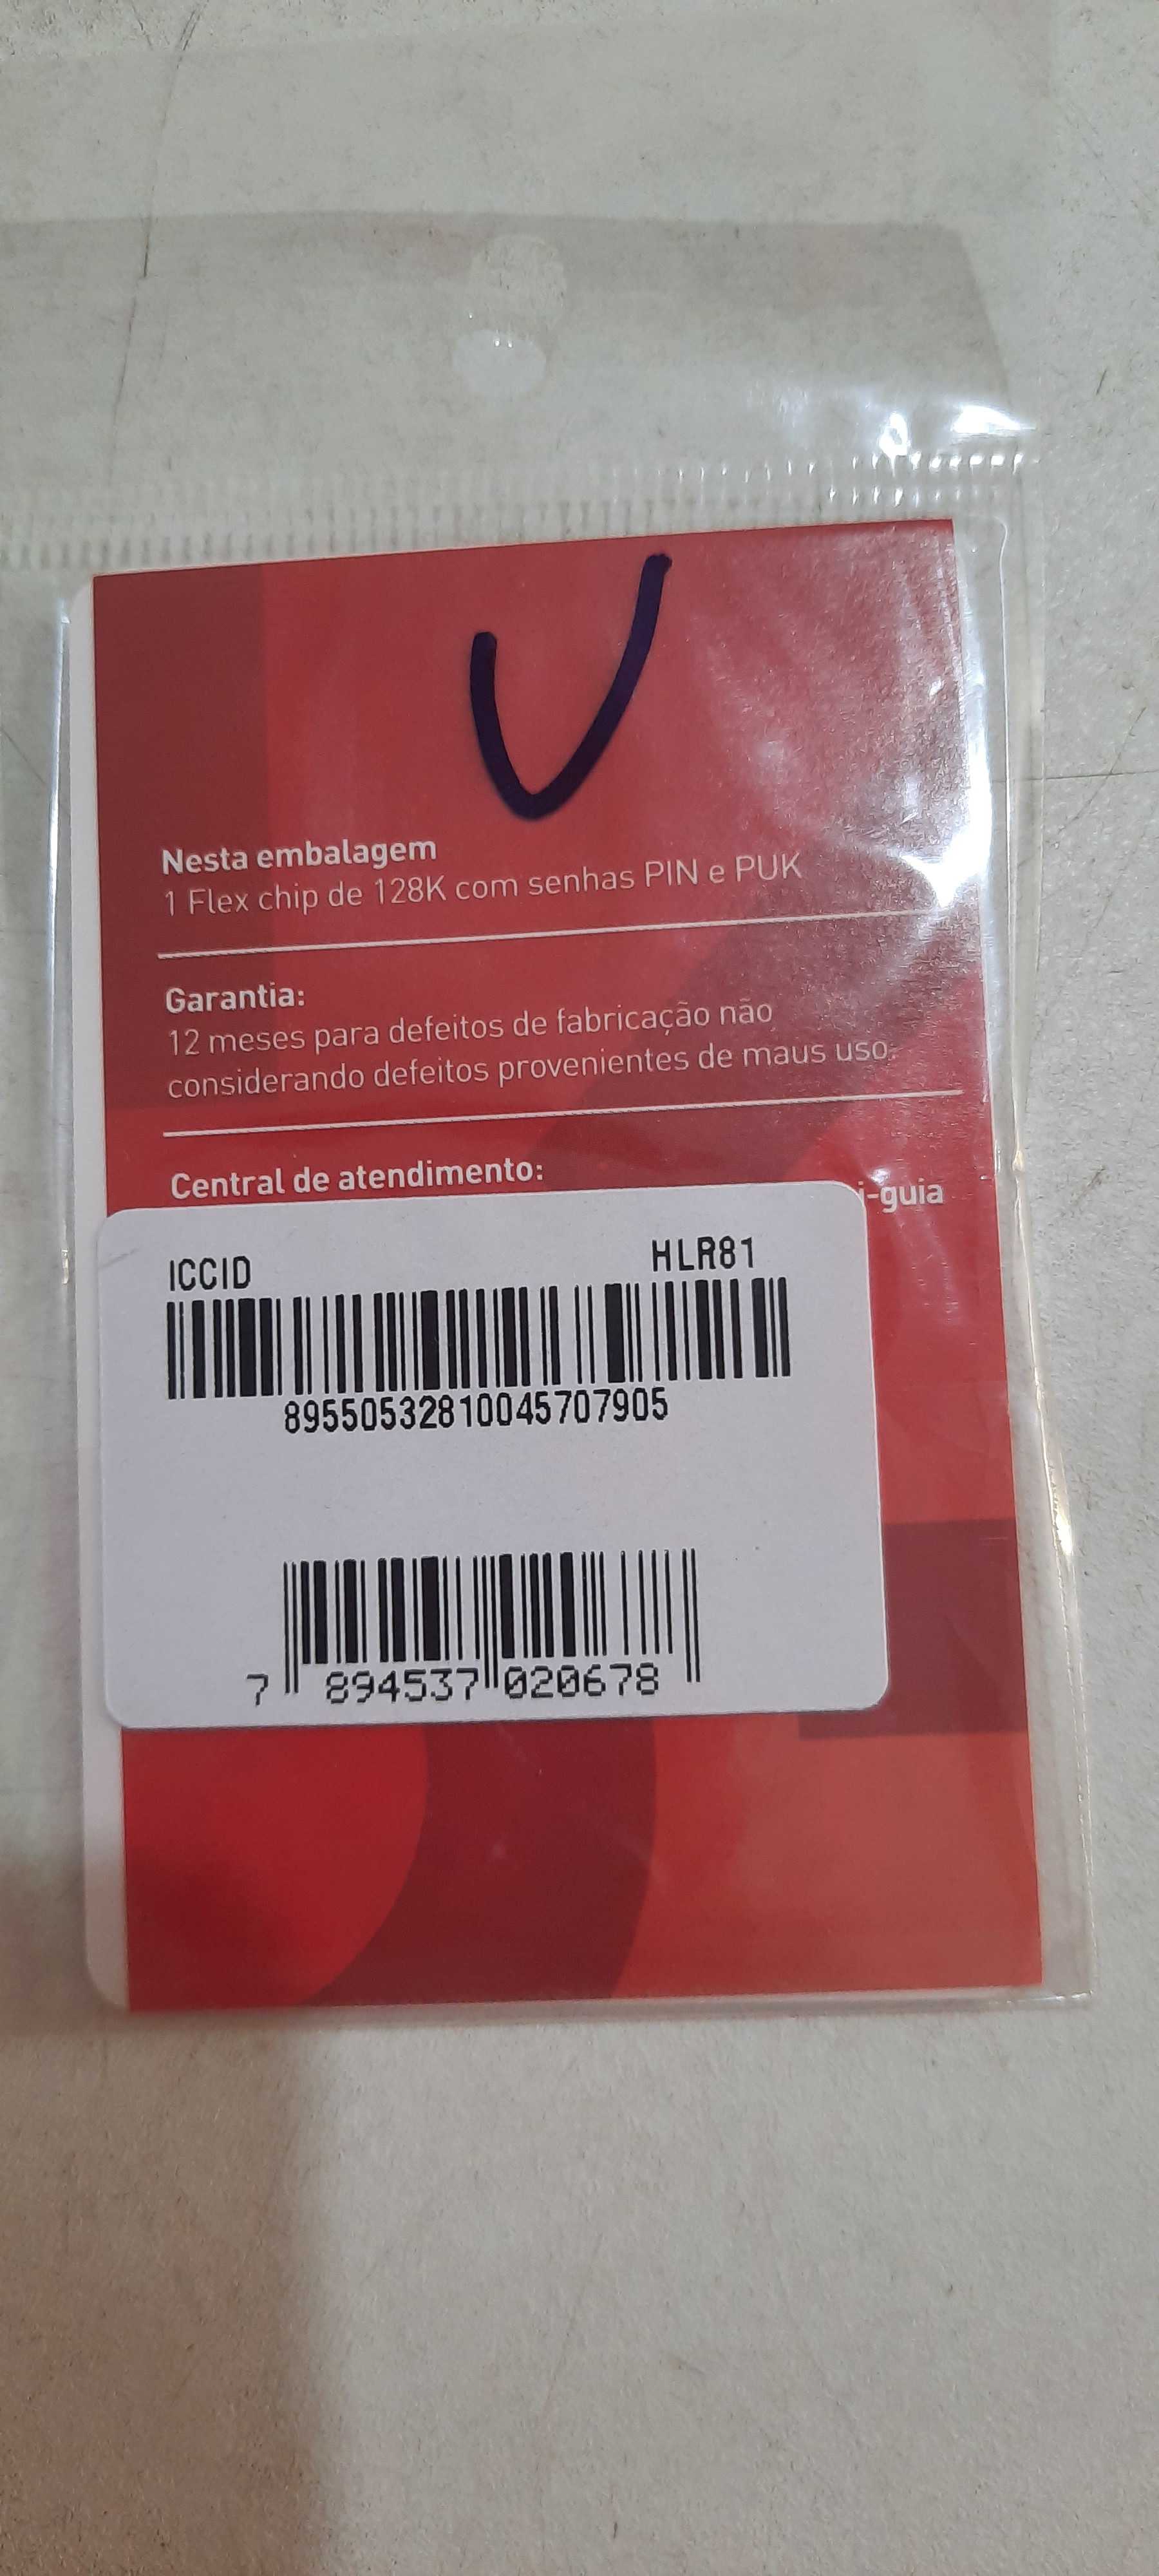 V
Nesta embalagem
1 Flex chip de 128K com senhas PIN e PUK
Garantia:
12 meses para defeitos de fabricação não
considerando defeitos provenientes de maus uso.
Central de atendimento:
i-guia
ICCID HLR81
89550532810045707905
7 894537 020678